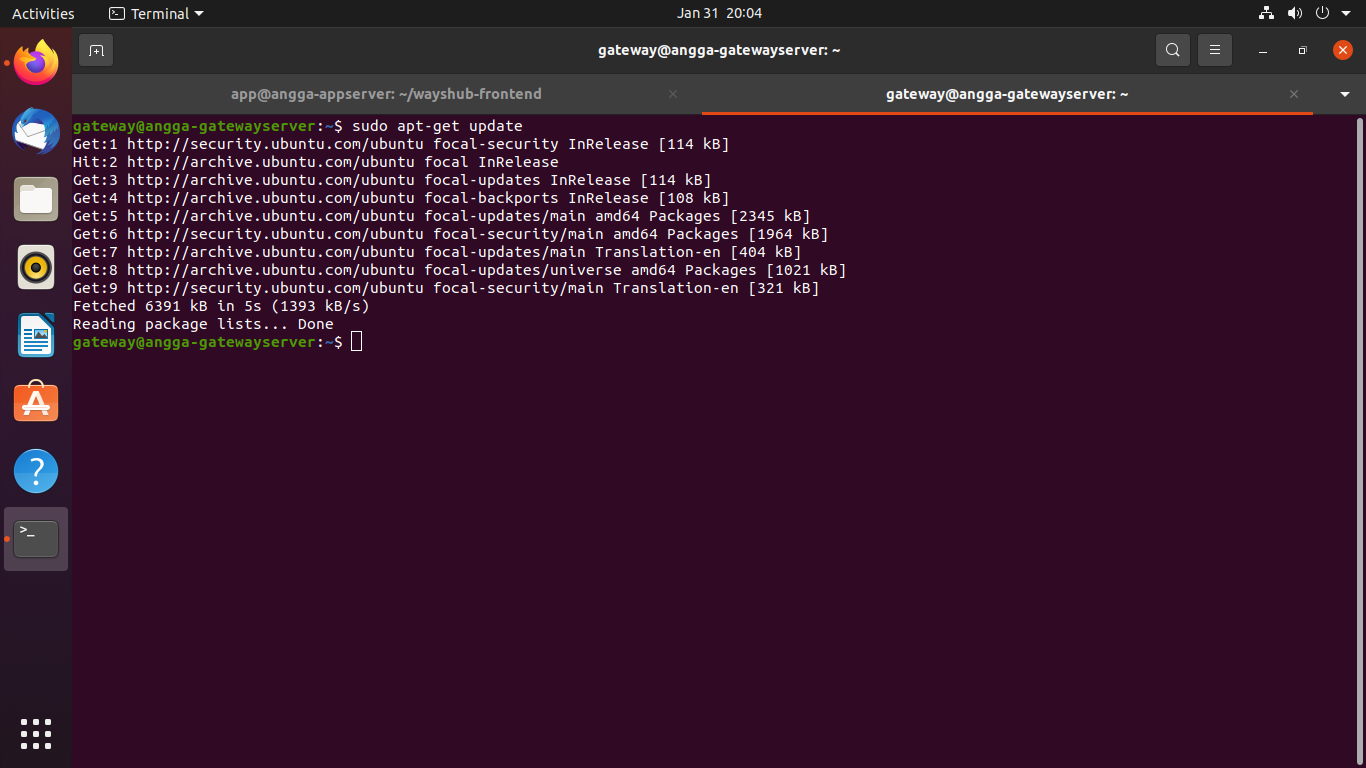 Activities
Terminal
Jan 31 20:04
gateway@angga-gatewayserver: ~
app@angga-appserver: ~/wayshub-frontend
gateway@angga-gatewayserver: ~
gateway@angga-gatewayserver:~$ sudo apt-get update
Get:1 http://security.ubuntu.com/ubuntu focal-security InRelease [114 kB]
Hit:2 http://archive.ubuntu.com/ubuntu focal InRelease
Get:3 http://archive.ubuntu.com/ubuntu focal-updates InRelease [114 kB]
Get:4 http://archive.ubuntu.com/ubuntu focal-backports InRelease [108 kB]
Get:5 http://archive.ubuntu.com/ubuntu focal-updates/main amd64 Packages [2345 kB]
Get:6 http://security.ubuntu.com/ubuntu focal-security/main amd64 Packages [1964 kB]
Get:7 http://archive.ubuntu.com/ubuntu focal-updates/main Translation-en [404 kB]
Get:8 http://archive.ubuntu.com/ubuntu focal-updates/universe amd64 Packages [1021 kB]
Get:9 http://security.ubuntu.com/ubuntu focal-security/main Translation-en [321 kB]
Fetched 6391 kB in 5s (1393 kB/s)
Reading package lists... Done
gateway@angga-gatewayserver:~$